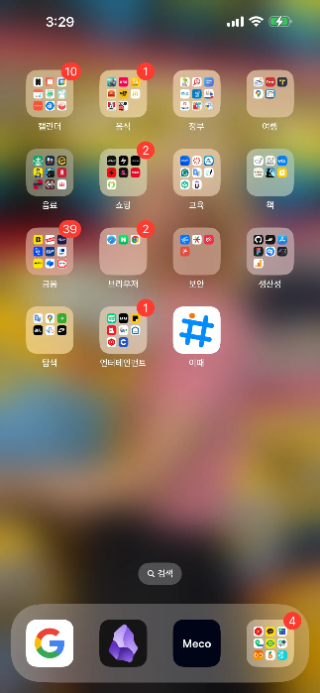 3:29
10
1
캘린더
음식
정부
여행
2
음료
쇼핑
교육
책
39
2
금융
브라우저
보안
생산성
1
탐색
엔터테인먼트
이때
검색
Meco
4